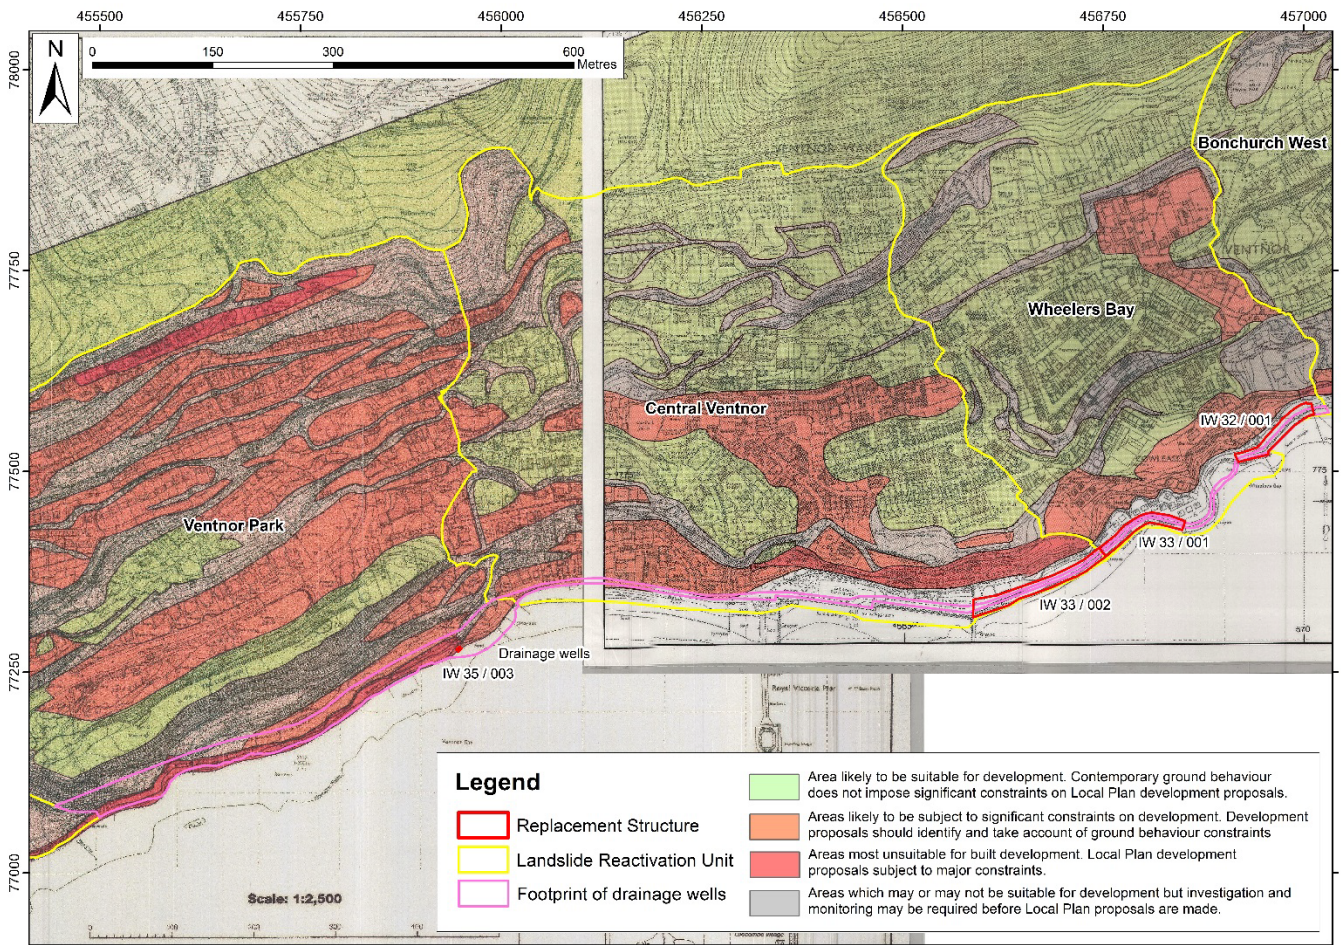 455500 455750 456000 456250 456500 456750 457000
78000
77750
77500
77250
77000
N
0 150 300 600
Metres
Bonchurch West
VENTNOR
Wheelers Bay
Central Ventnor
IW 32 / 001
775
Ventnor Park
IW 33 / 001
IW 33 / 002
Drainage wells
IW 35 / 003
Royal Victoria Pier
Scale: 1:2,500
Legend
Replacement Structure
Landslide Reactivation Unit
Footprint of drainage wells
Area likely to be suitable for development. Contemporary ground behaviour
does not impose significant constraints on Local Plan development proposals.
Areas likely to be subject to significant constraints on development. Development
proposals should identify and take account of ground behaviour constraints
Areas most unsuitable for built development. Local Plan development
proposals subject to major constraints.
Areas which may or may not be suitable for development but investigation and
monitoring may be required before Local Plan proposals are made.